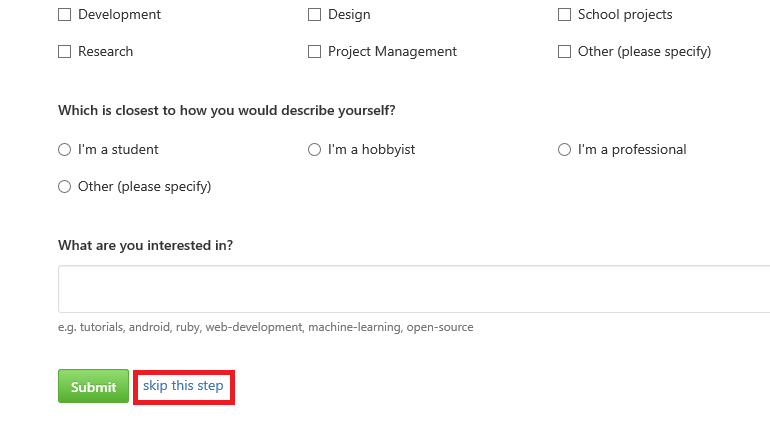 Development Design School projects
Research Project Management Other (please specify)
Which is closest to how you would describe yourself?
I'm a student I'm a hobbyist I'm a professional
Other (please specify)
What are you interested in?
e.g. tutorials, android, ruby, web-development, machine-learning, open-source
Submit skip this step